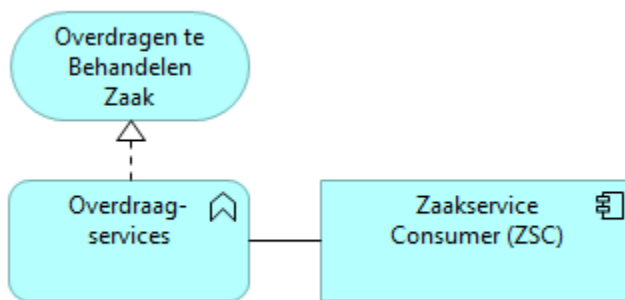 Overdragen te
Behandelen
Zaak
Overdraag-
services
Zaakservice
Consumer (ZSC)